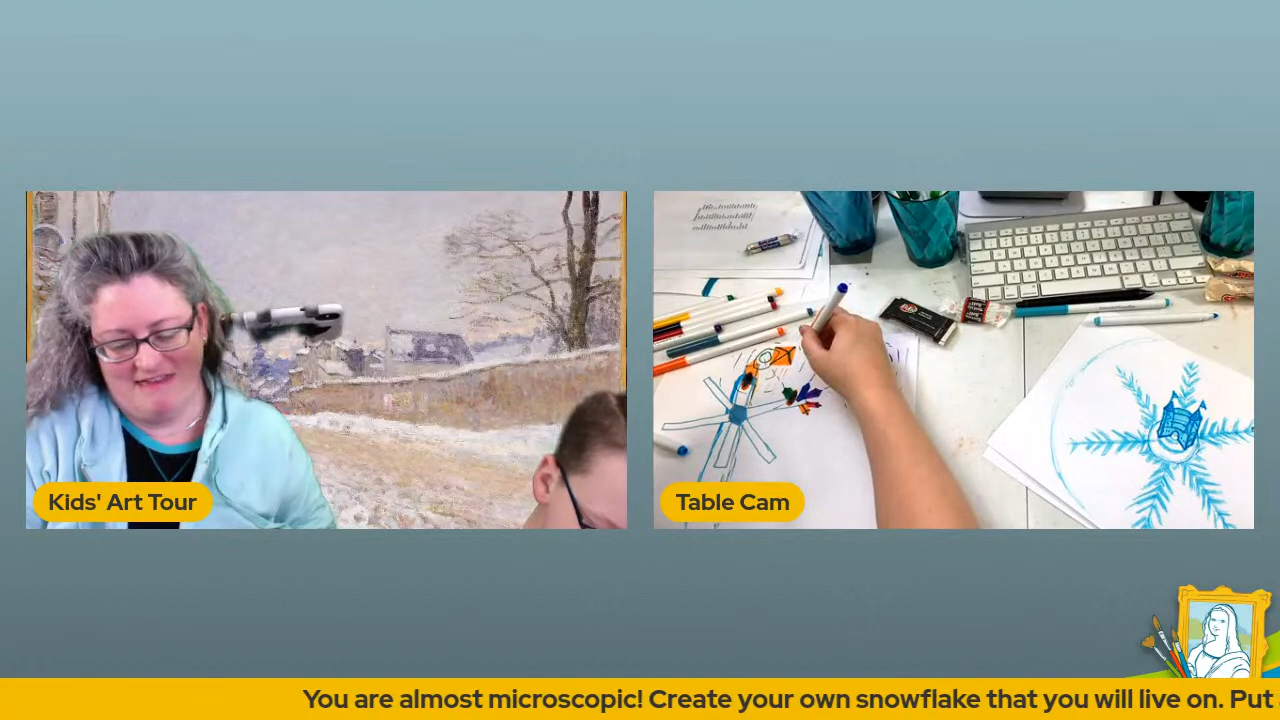 Kids' Art Tour
Table Cam
You are almost microscopic! Create your own snowflake that you will live on. Put